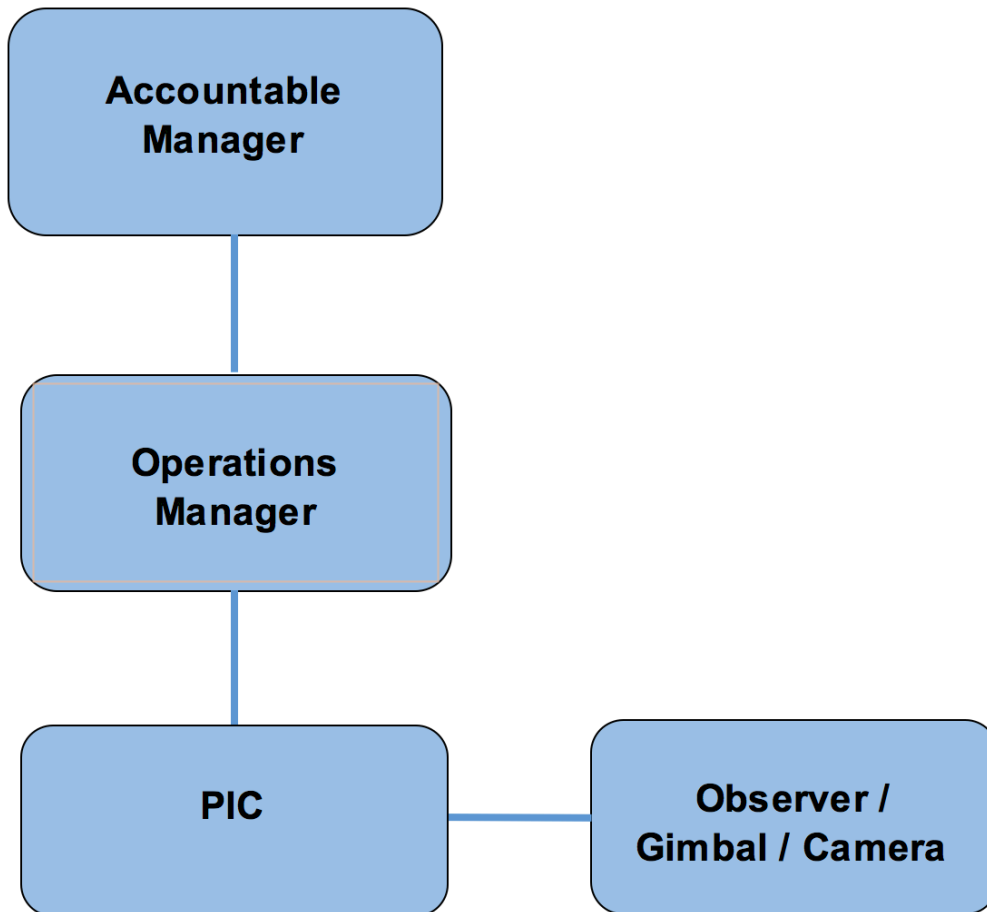 Accountable
Manager
Operations
Manager
PIC
Observer /
Gimbal / Camera